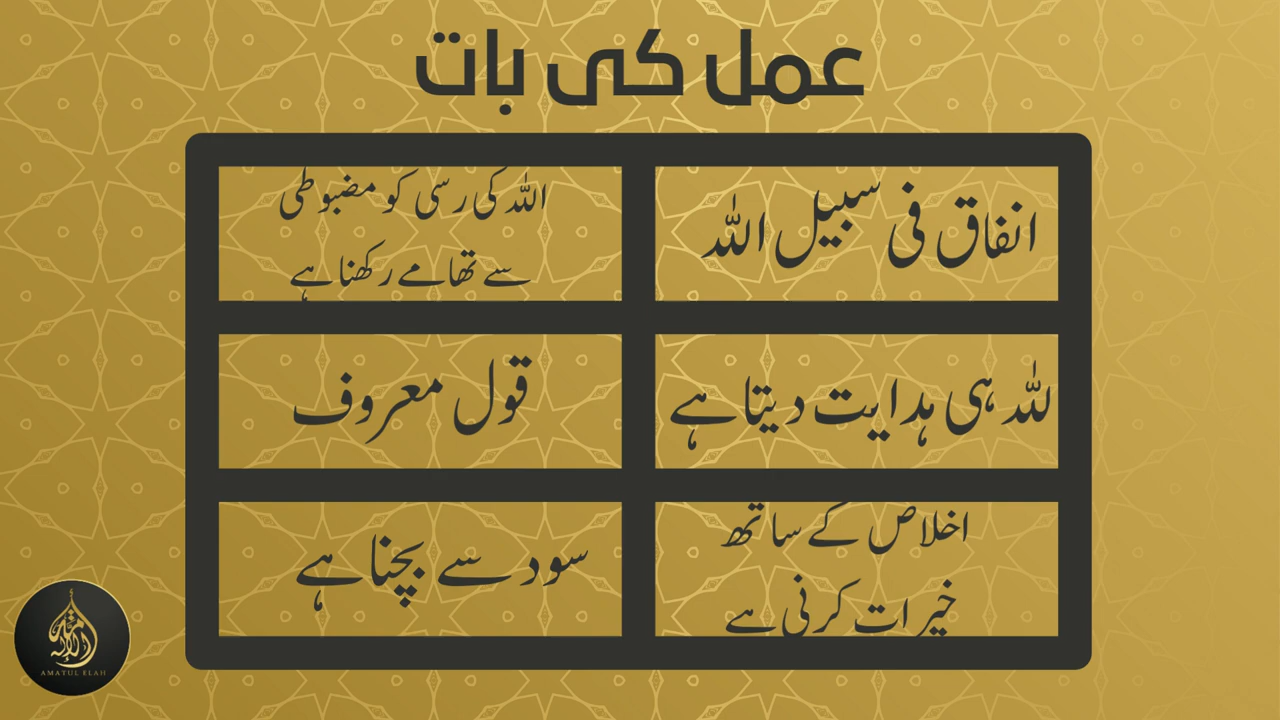 عمل کی بات
انفاق فی سبیل اللہ
اللہ کی رسی کو مضبوطی
سے تھامے رکھنا ہے
للہ ہی ہدایت دیتا ہے
قول معروف
اخلاص کے ساتھ
خیرات کرنی ہے
سود سے بچنا ہے
AMATUL ELAH